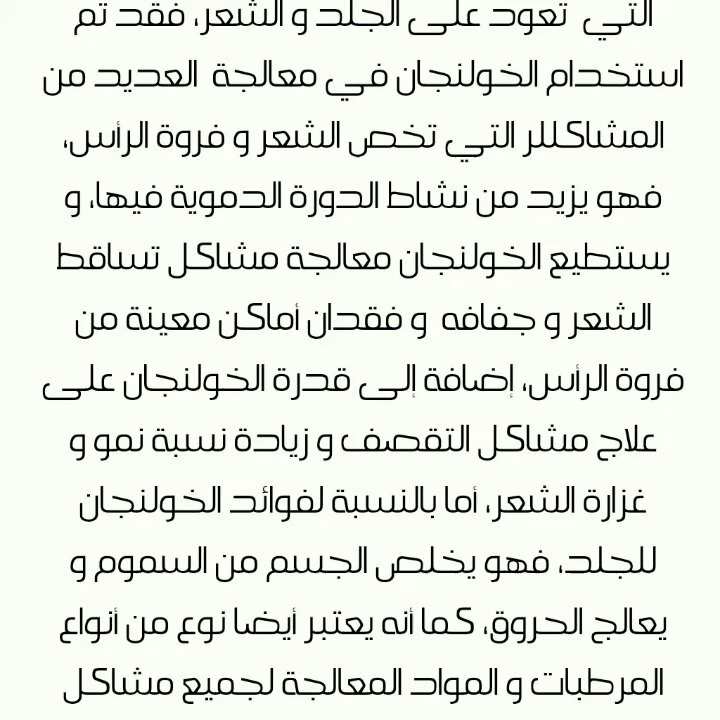 التي تعود على الجلد و الشعر، فقد تم
استخدام الخولنجان في معالجة العديد من
المشاكللر التي تخص الشعر و فروة الرأس،
فهو يزيد من نشاط الدورة الدموية فيها، و
يستطيع الخولنجان معالجة مشاكل تساقط
الشعر و جفافه و فقدان أماكن معينة من
فروة الرأس، إضافة إلى قدرة الخولنجان على
علاج مشاكل التقصف و زيادة نسبة نمو و
غزارة الشعر، أما بالنسبة لفوائد الخولنجان
للجلد، فهو يخلص الجسم من السموم و
يعالج الحروق، كما أنه يعتبر أيضا نوع من أنواع
المرطبات و المواد المعالجة لجميع مشاكل